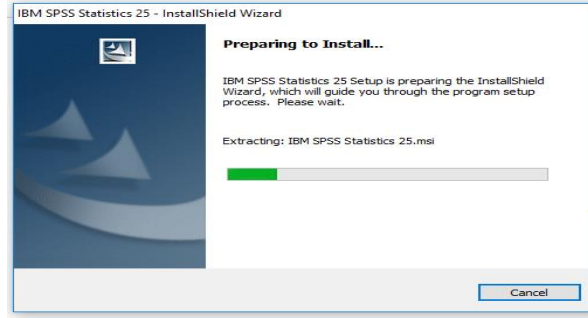 IBM SPSS Statistics 25 - InstallShield Wizard
Preparing to Install...
IBM SPSS Statistics 25 Setup is preparing the InstallShield
Wizard, which will guide you through the program setup
process. Please wait.
Extracting: IBM SPSS Statistics 25.msi
Cancel